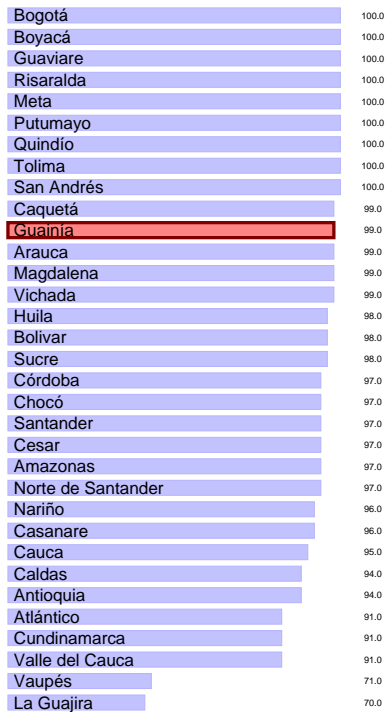 Bogotá 100.0
Boyacá 100.0
Guaviare 100.0
Risaralda 100.0
Meta 100.0
Putumayo 100.0
Quindío 100.0
Tolima 100.0
San Andrés 100.0
Caquetá 99.0
Guainía 99.0
Arauca 99.0
Magdalena 99.0
Vichada 99.0
Huila 98.0
Bolivar 98.0
Sucre 98.0
Córdoba 97.0
Chocó 97.0
Santander 97.0
Cesar 97.0
Amazonas 97.0
Norte de Santander 97.0
Nariño 96.0
Casanare 96.0
Cauca 95.0
Caldas 94.0
Antioquia 94.0
Atlántico 91.0
Cundinamarca 91.0
Valle del Cauca 91.0
Vaupés 71.0
La Guajira 70.0